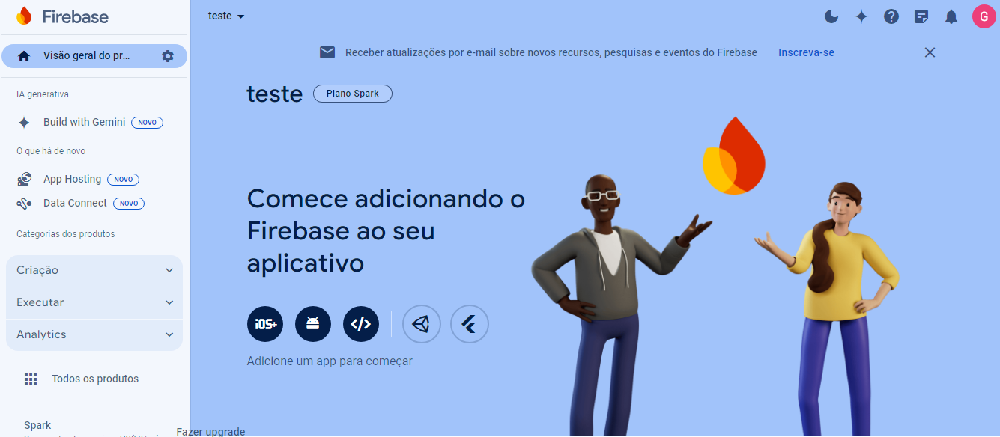 Firebase
teste
Visão geral do pr...
Receber atualizações por e-mail sobre novos recursos, pesquisas e eventos do Firebase Inscreva-se
G
teste Plano Spark
IA generativa
Build with Gemini NOVO
O que há de novo
App Hosting NOVO
Data Connect NOVO
Categorias dos produtos
Criação
Executar
Analytics
Todos os produtos
Spark
Fazer upgrade
Comece adicionando o
Firebase ao seu
aplicativo
iOS+
Adicione um app para começar